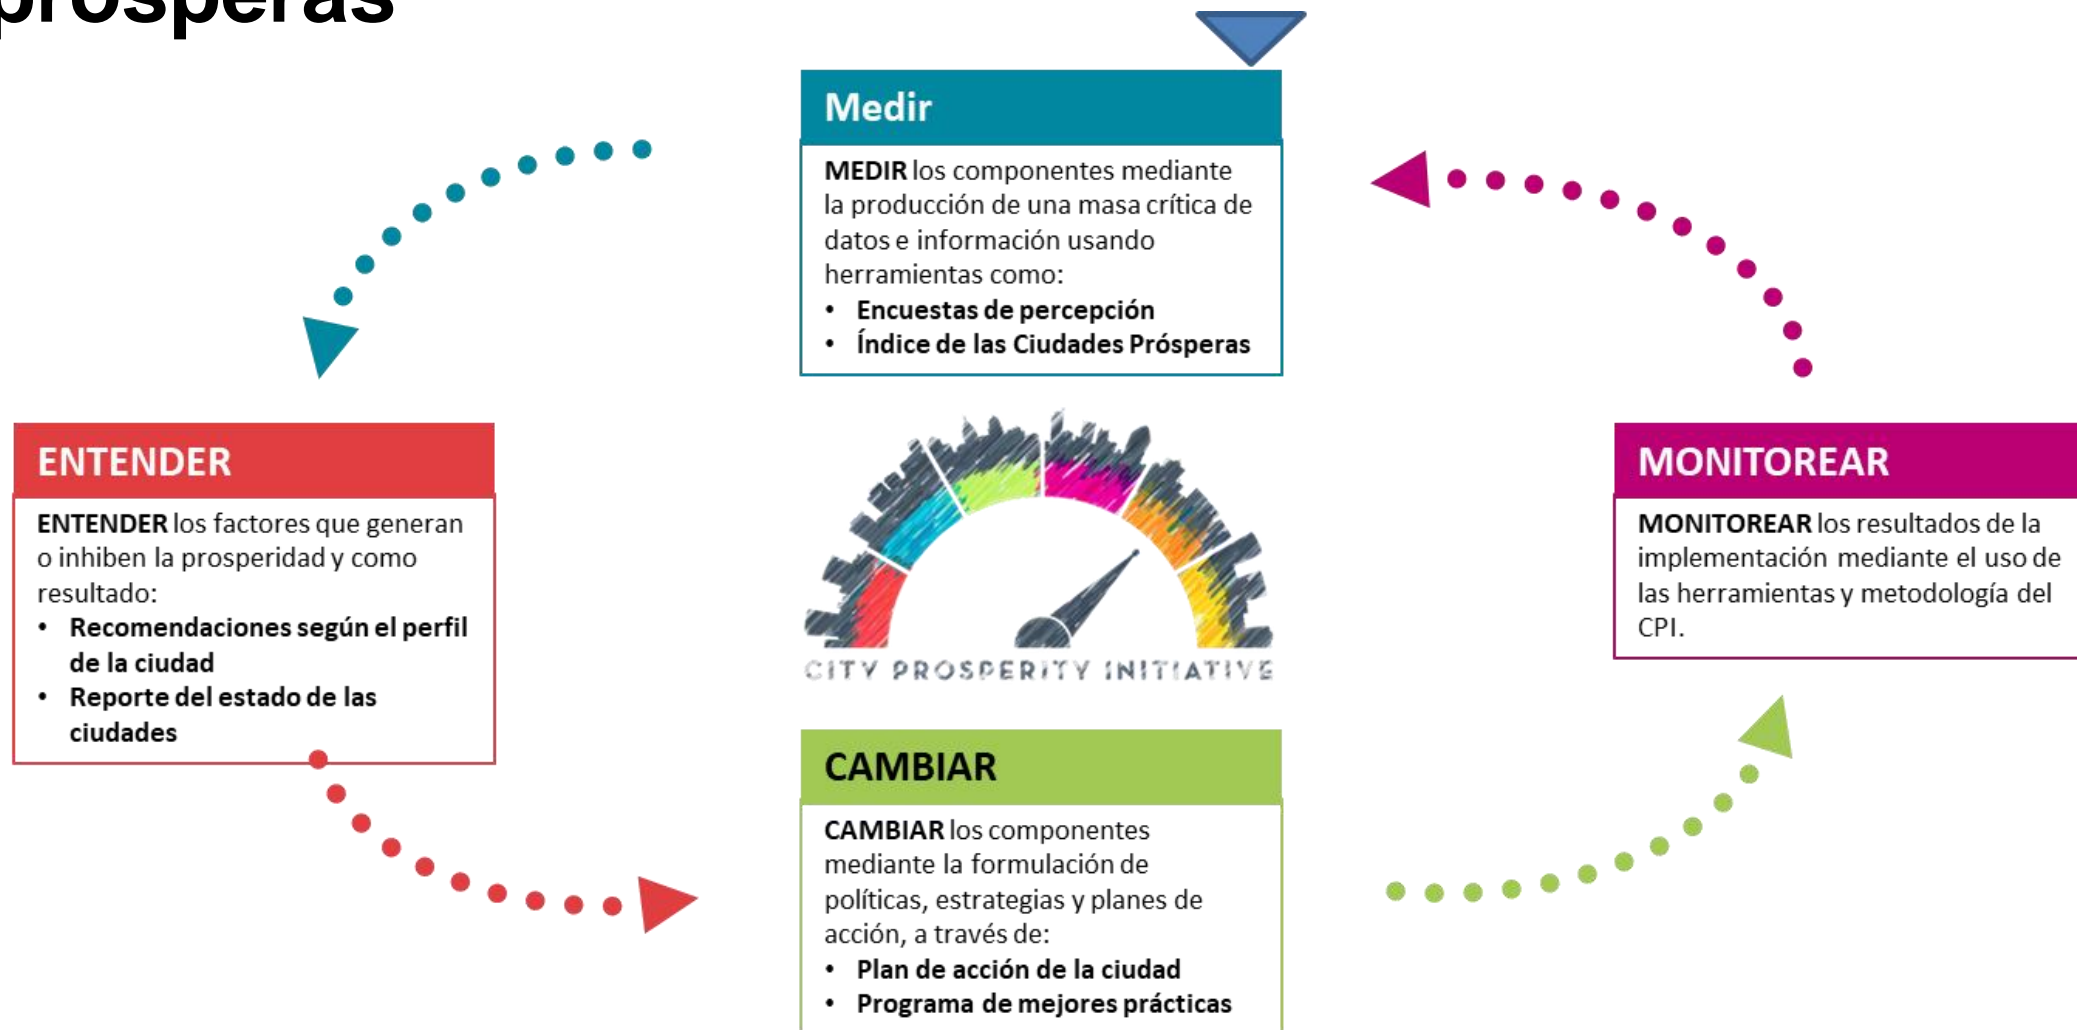 prosperas
Medir
MEDIR los componentes mediante
la producción de una masa crítica de
datos e información usando
herramientas como:
• Encuestas de percepción
• Índice de las Ciudades Prósperas
ENTENDER
ENTENDER los factores que generan
o inhiben la prosperidad y como
resultado:
• Recomendaciones según el perfil
de la ciudad
• Reporte del estado de las
ciudades
CITY PROSPERITY INITIATIVE
MONITOREAR
MONITOREAR los resultados de la
implementación mediante el uso de
las herramientas y metodología del
CPI.
CAMBIAR
CAMBIAR los componentes
mediante la formulación de
políticas, estrategias y planes de
acción, a través de:
• Plan de acción de la ciudad
• Programa de mejores prácticas